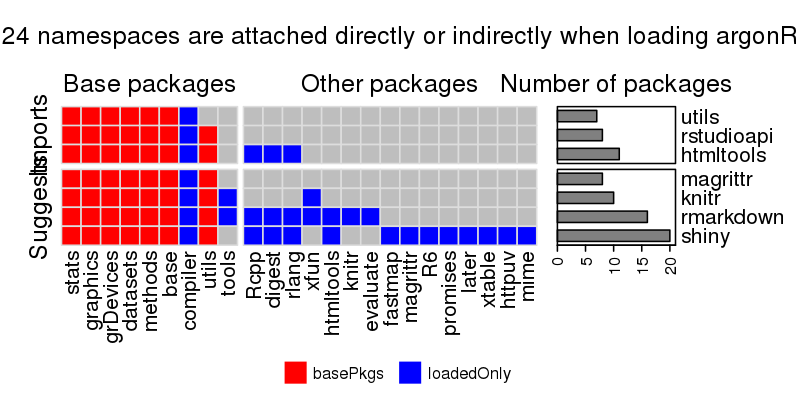 24 namespaces are attached directly or indirectly when loading argonR
Base packages
Other packages
Number of packages
Imports
Suggests
utils
rstudioapi
htmltools
magrittr
knitr
rmarkdown
shiny
stats
graphics
grDevices
datasets
methods
base
compiler
utils
tools
Rcpp
digest
rlang
xfun
htmltools
knitr
evaluate
fastmap
magrittr
R6
promises
later
xtable
httpuv
mime
0
5
10
15
20
basePkgs
loadedOnly